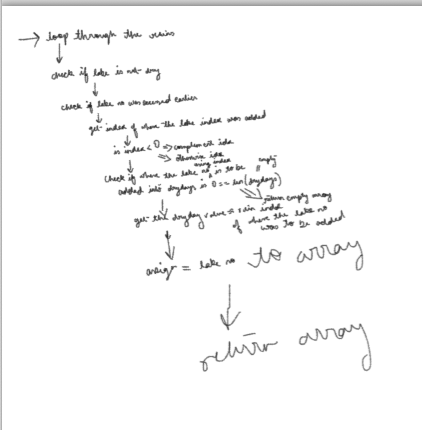 → loop through the rains
check if lake is not dry
check if lake no was accessed earlier
get index of where the lake index was added
is index < 0 => complement idx
=> otherwise idx
using index
check if where the lake no is to be empty
added into drydays is 0 == len(drydays)
return empty array
get the dryday value = rain index
of where the lake no
was to be added
assign = lake no to array
return array